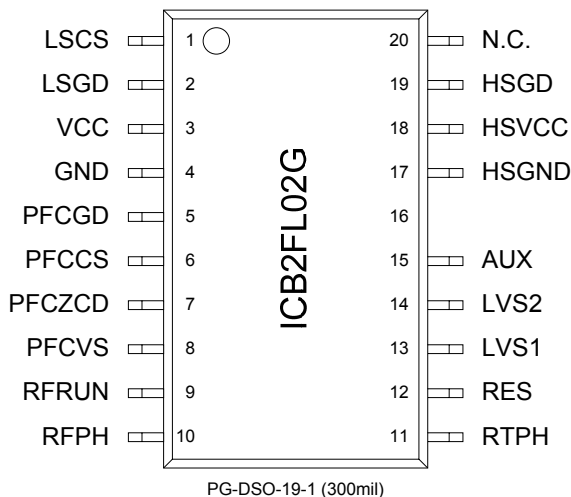 LSCS 1 20 N.C.
LSGD 2 19 HSGD
VCC 3 18 HSVCC
GND 4 17 HSGND
PFCGD 5 16
PFCCS 6 15 AUX
PFCZCD 7 14 LVS2
PFCVS 8 13 LVS1
RFRUN 9 12 RES
RFPH 10 11 RTPH
ICB2FL02G
PG-DSO-19-1 (300mil)